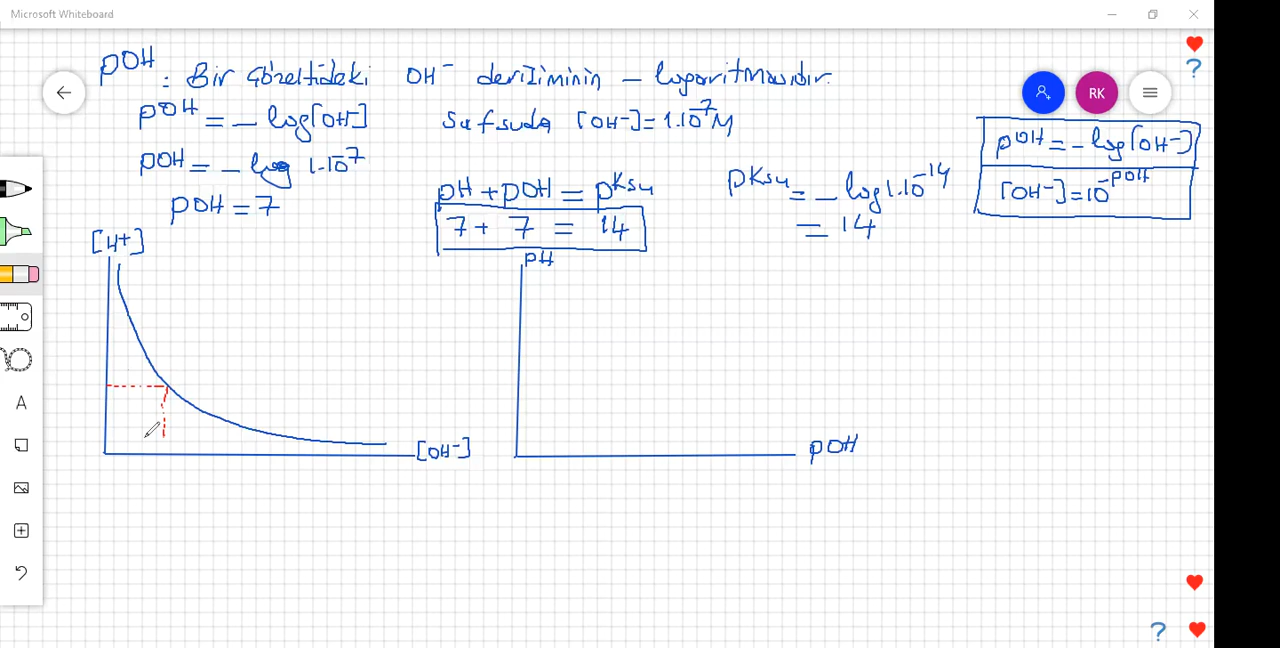 Microsoft Whiteboard
pOH : Bir çözeltideki OH⁻ derişiminin - logaritmasıdır.
pOH = - log[OH⁻] Saf suda [OH⁻] = 1.10⁻⁷ M
pOH = - log 1.10⁻⁷
pOH = 7
pH + pOH = pKsu
7 + 7 = 14
pKsu = - log 1.10⁻¹⁴
= 14
pOH = - log[OH⁻]
[OH⁻] = 10⁻ᵖᴼᴴ
RK
[H+]
[OH⁻]
pH
pOH
A
?
?